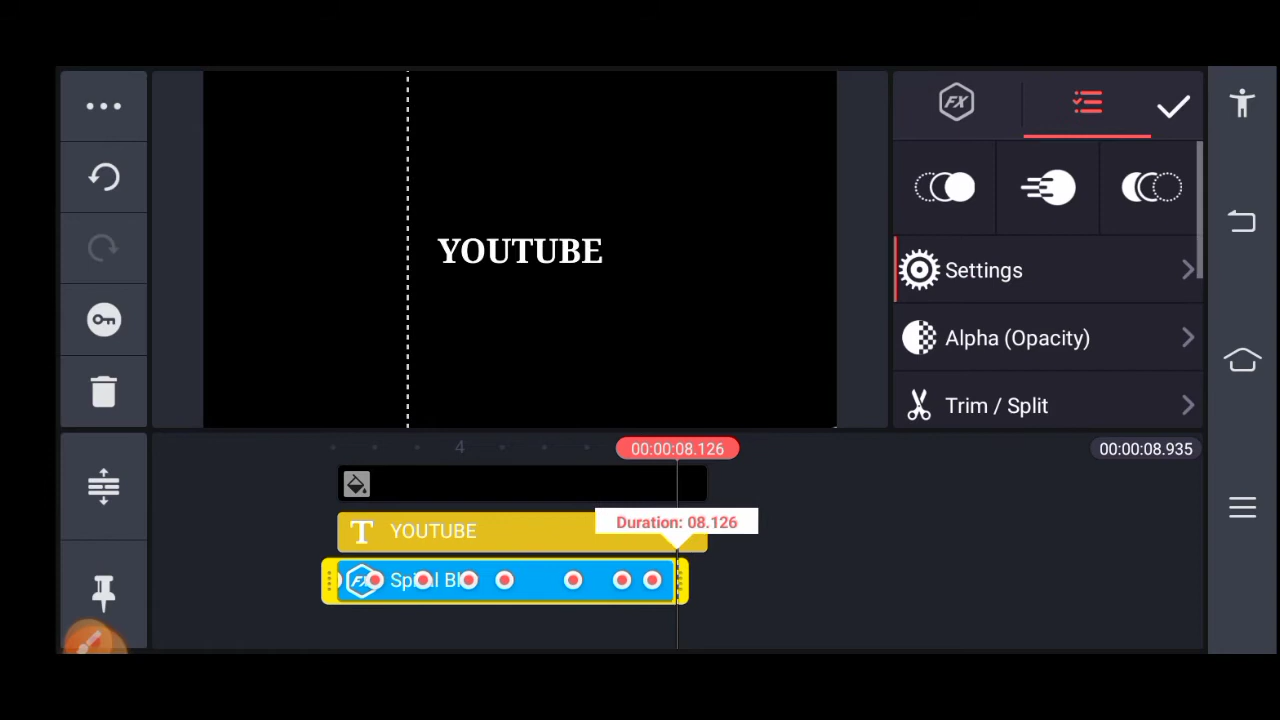 FX
YOUTUBE
Settings
Alpha (Opacity)
Trim / Split
4
00:00:08.126
00:00:08.935
Duration: 08.126
T YOUTUBE